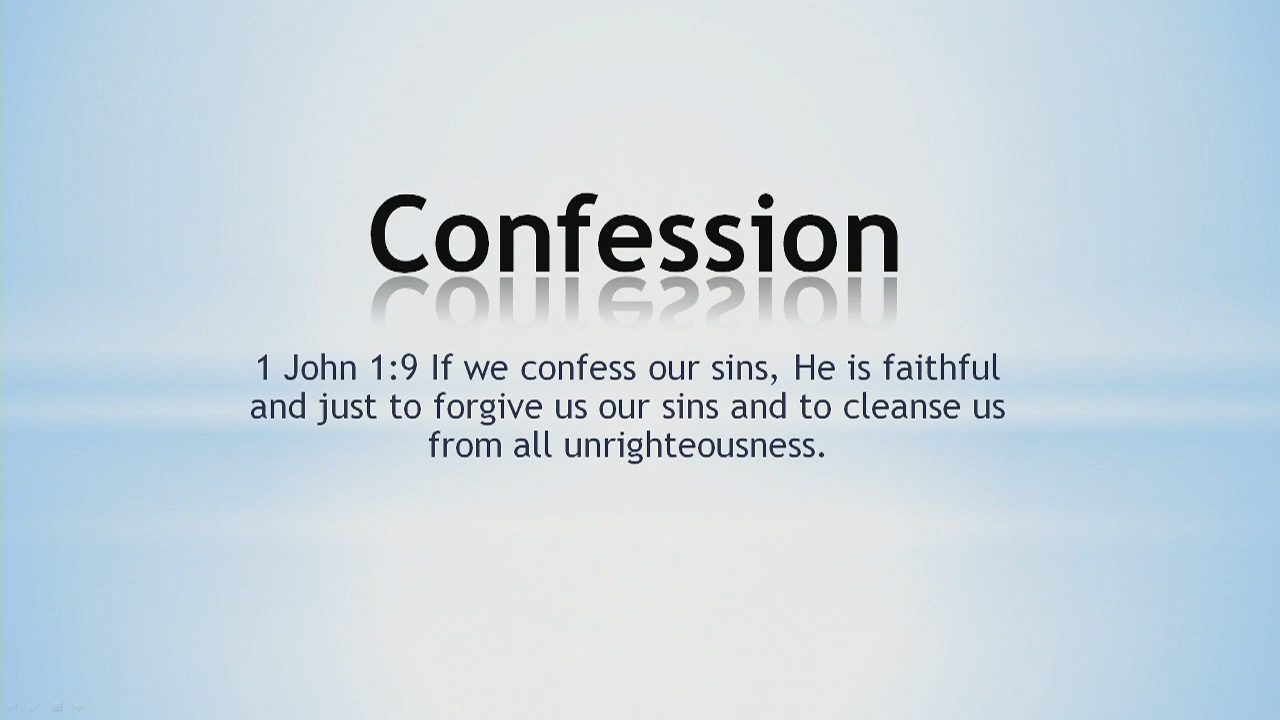 Confession
1 John 1:9 If we confess our sins, He is faithful
and just to forgive us our sins and to cleanse us
from all unrighteousness.